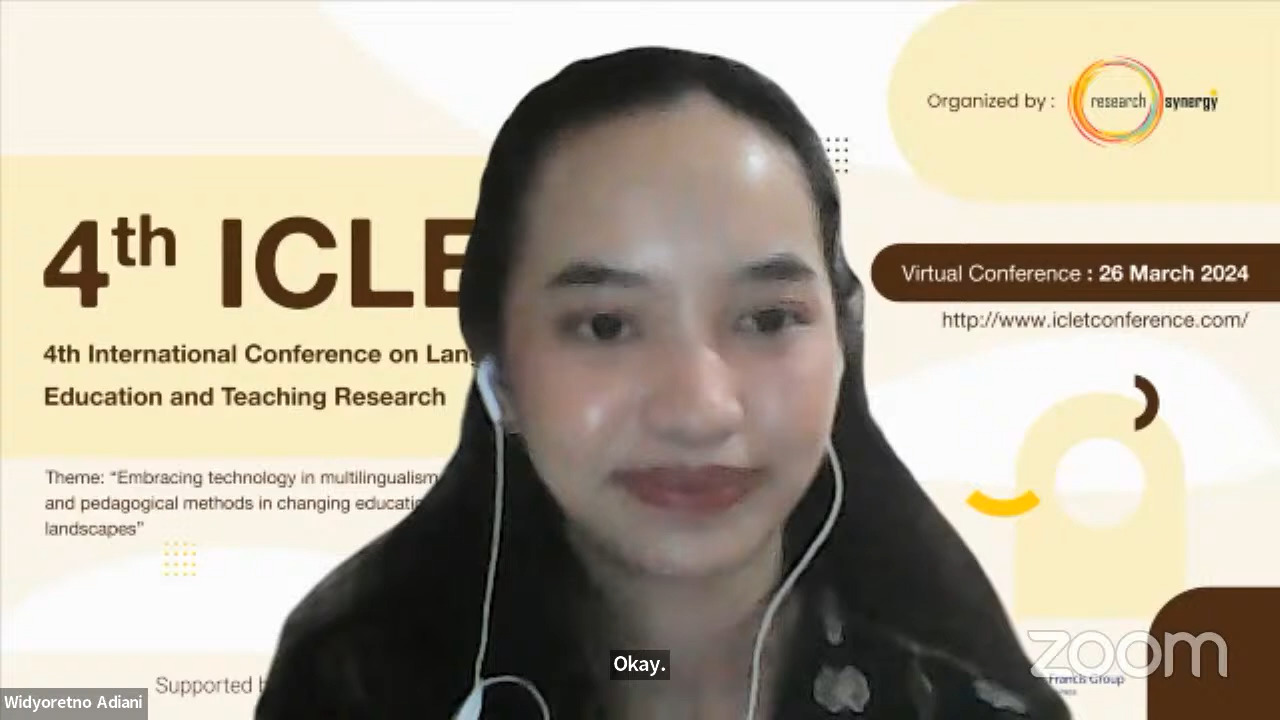 Organized by :
research synergy
4th ICLE
Virtual Conference : 26 March 2024
http://www.icletconference.com/
4th International Conference on Lang
Education and Teaching Research
Theme: “Embracing technology in multilingualism
and pedagogical methods in changing educatio
landscapes”
Okay.
zoom
Supported b
Francis Group
Widyoretno Adiani